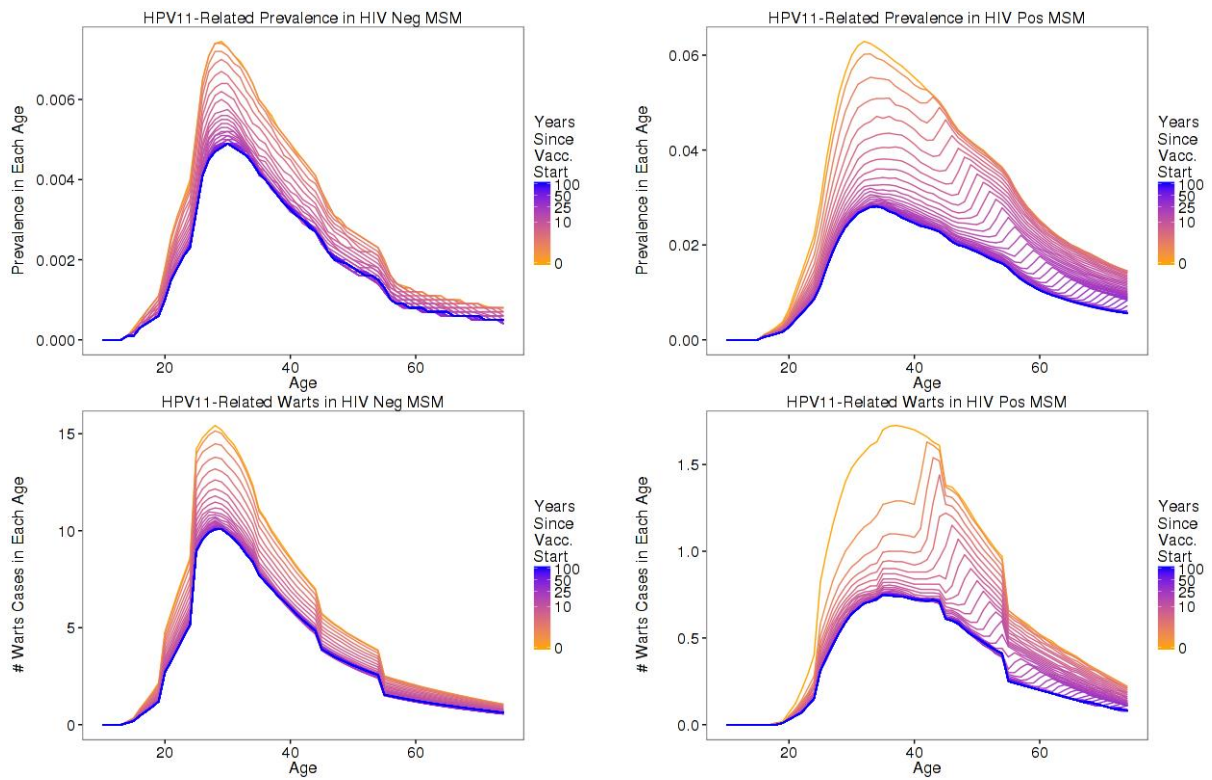 HPV11-Related Prevalence in HIV Neg MSM
Prevalence in Each Age
0.006
0.004
0.002
0.000
20
40
60
Age
Years
Since
Vacc.
Start
100
50
25
10
0
HPV11-Related Prevalence in HIV Pos MSM
Prevalence in Each Age
0.06
0.04
0.02
0.00
20
40
60
Age
Years
Since
Vacc.
Start
100
50
25
10
0
HPV11-Related Warts in HIV Neg MSM
# Warts Cases in Each Age
15
10
5
0
20
40
60
Age
Years
Since
Vacc.
Start
100
50
25
10
0
HPV11-Related Warts in HIV Pos MSM
# Warts Cases in Each Age
1.5
1.0
0.5
0.0
20
40
60
Age
Years
Since
Vacc.
Start
100
50
25
10
0